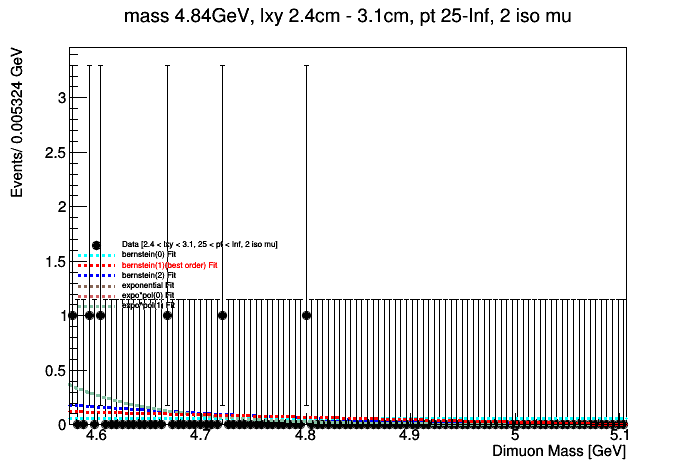 mass 4.84GeV, lxy 2.4cm - 3.1cm, pt 25-Inf, 2 iso mu
Events/ 0.005324 GeV
3
2.5
2
1.5
1
0.5
0
Data [2.4 < lxy < 3.1, 25 < pt < Inf, 2 iso mu]
bernstein(0) Fit
bernstein(1)(best order) Fit
bernstein(2) Fit
exponential Fit
expo*pol(0) Fit
expo*pol(1) Fit
4.6 4.7 4.8 4.9 5 5.1
Dimuon Mass [GeV]